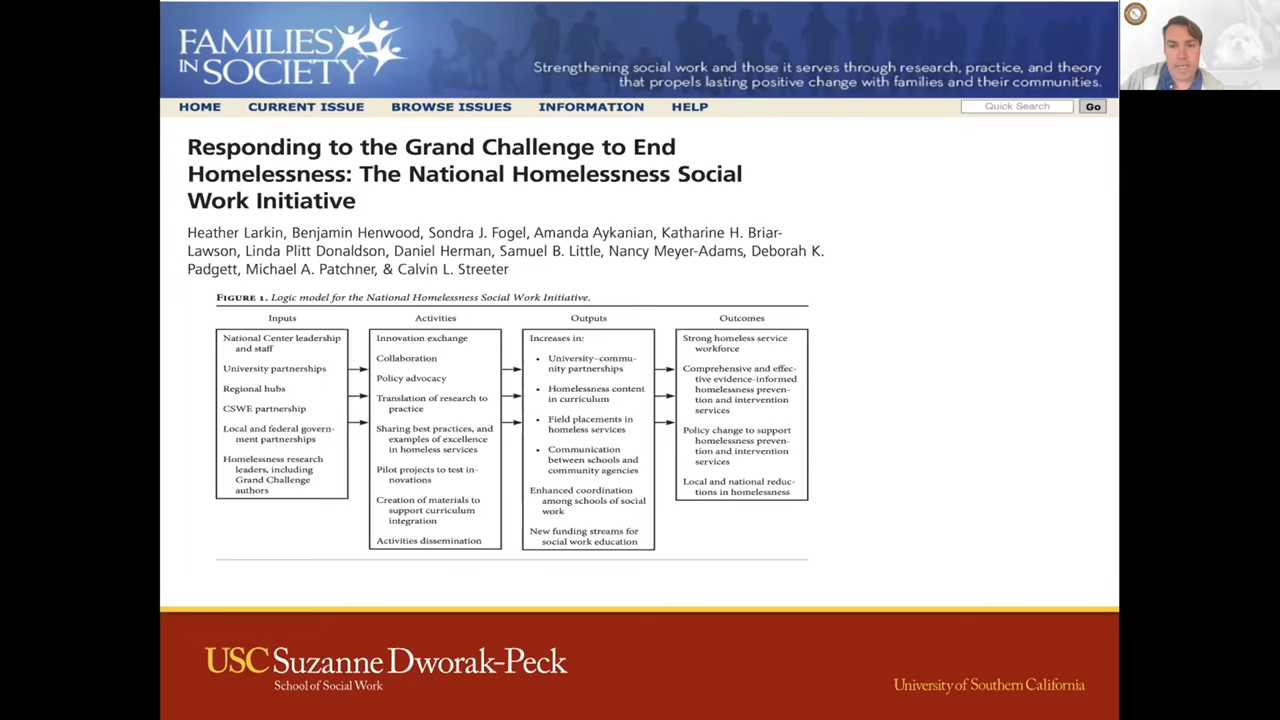 FAMILIES
IN SOCIETY
Strengthening social work and those it serves through research, practice, and theory
that propels lasting positive change with families and their communities.
HOME CURRENT ISSUE BROWSE ISSUES INFORMATION HELP Quick Search Go
Responding to the Grand Challenge to End
Homelessness: The National Homelessness Social
Work Initiative
Heather Larkin, Benjamin Henwood, Sondra J. Fogel, Amanda Aykanian, Katharine H. Briar-
Lawson, Linda Plitt Donaldson, Daniel Herman, Samuel B. Little, Nancy Meyer-Adams, Deborah K.
Padgett, Michael A. Patchner, & Calvin L. Streeter
FIGURE 1. Logic model for the National Homelessness Social Work Initiative.
Inputs
National Center leadership
and staff
University partnerships
Regional hubs
CSWE partnership
Local and federal govern-
ment partnerships
Homelessness research
leaders, including
Grand Challenge
authors
Activities
Innovation exchange
Collaboration
Policy advocacy
Translation of research to
practice
Sharing best practices, and
examples of excellence
in homeless services
Pilot projects to test in-
novations
Creation of materials to
support curriculum
integration
Activities dissemination
Outputs
Increases in:
• University–commu-
nity partnerships
• Homelessness content
in curriculum
• Field placements in
homeless services
• Communication
between schools and
community agencies
Enhanced coordination
among schools of social
work
New funding streams for
social work education
Outcomes
Strong homeless service
workforce
Comprehensive and effec-
tive evidence-informed
homelessness preven-
tion and intervention
services
Policy change to support
homelessness preven-
tion and intervention
services
Local and national reduc-
tions in homelessness
USC Suzanne Dworak-Peck
School of Social Work
University of Southern California